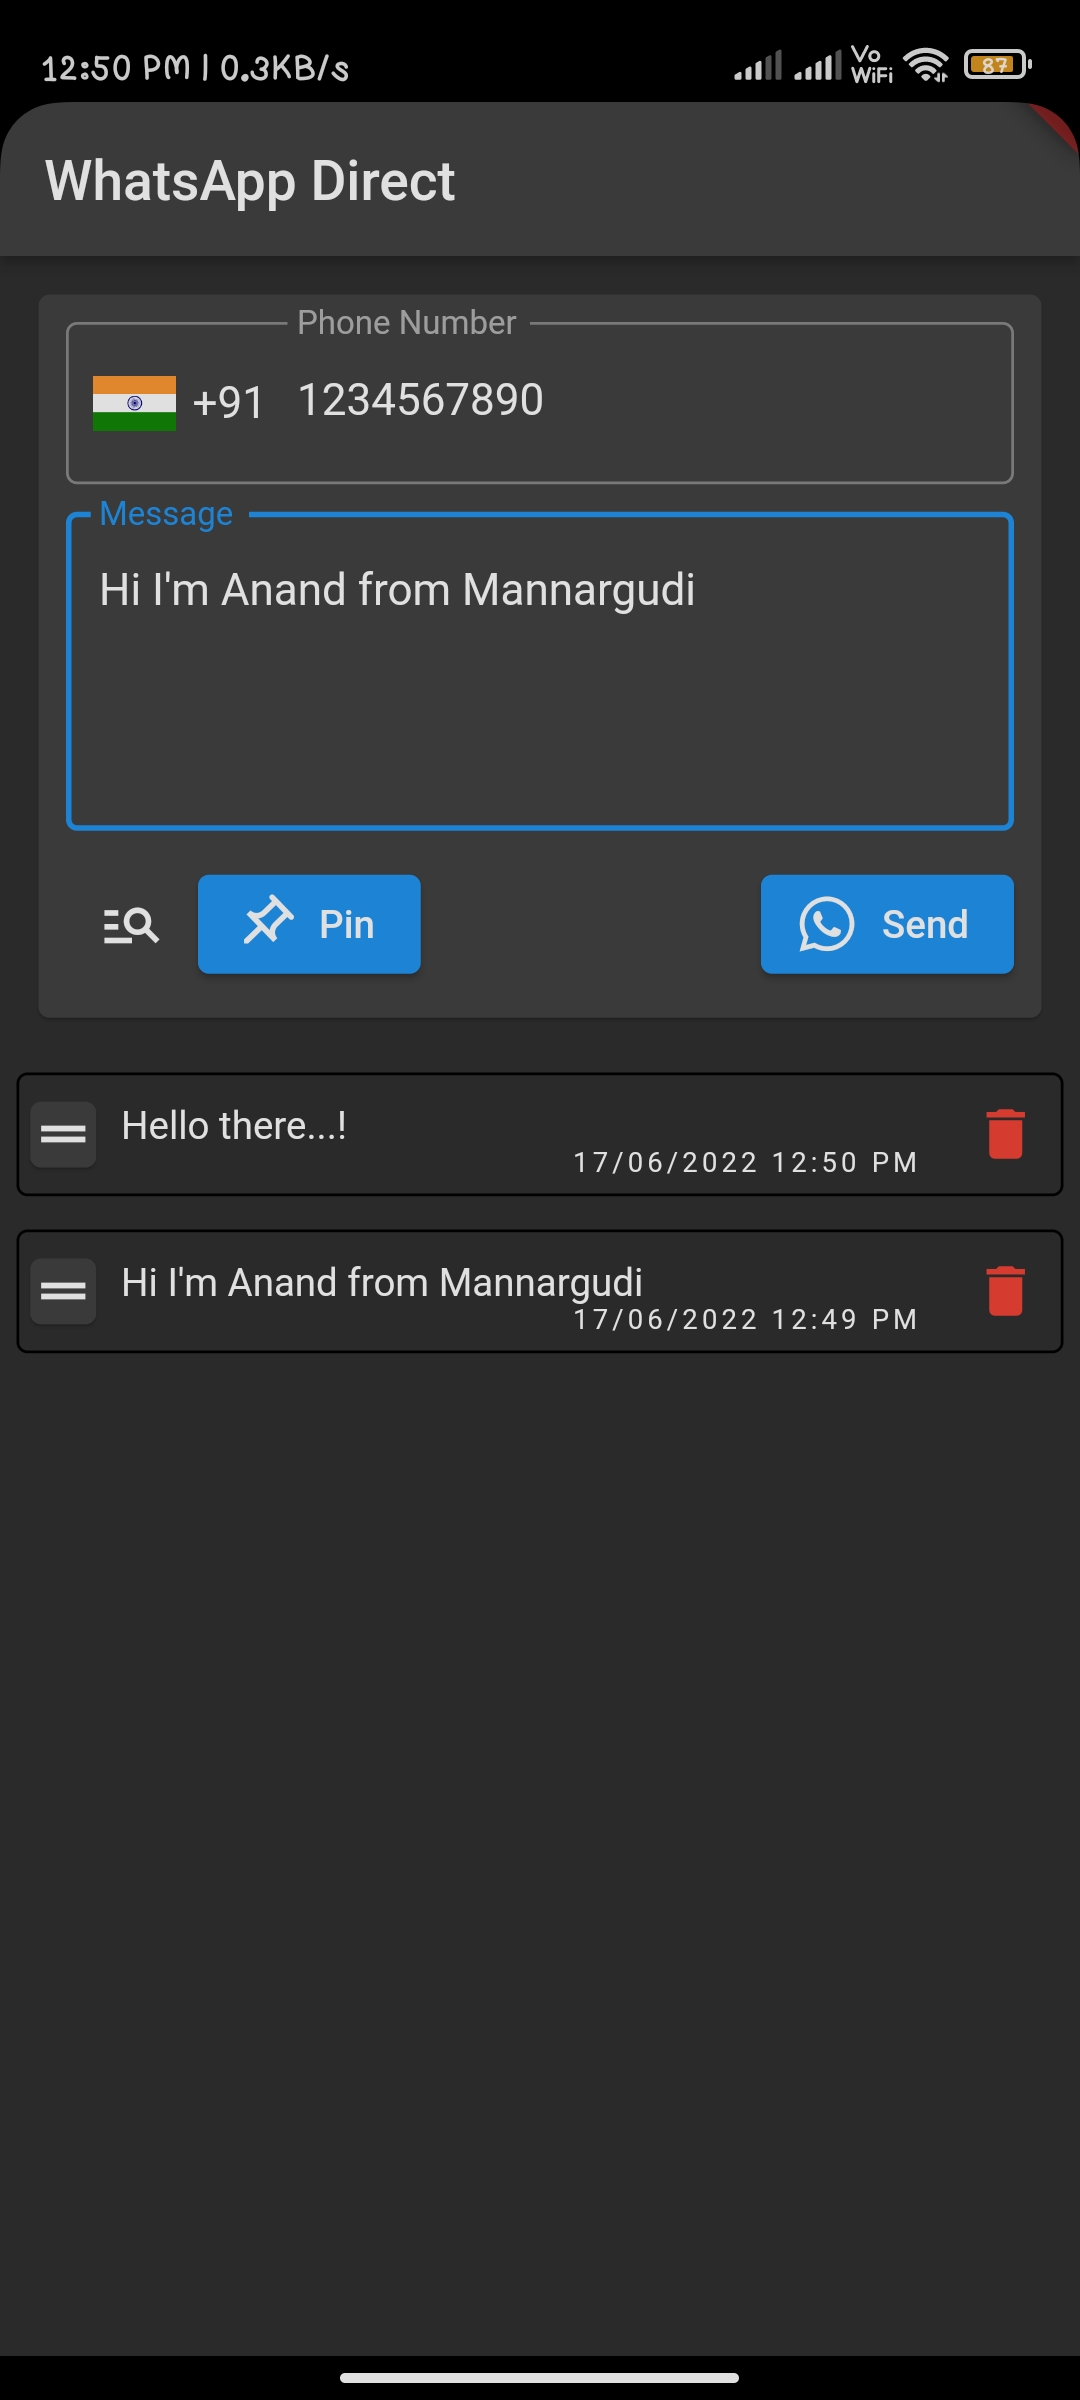 12:50 PM | 0.3KB/s
Vo
WiFi
87
WhatsApp Direct
Phone Number
+91 1234567890
Message
Hi I'm Anand from Mannargudi
Pin
Send
Hello there...!
17/06/2022 12:50 PM
Hi I'm Anand from Mannargudi
17/06/2022 12:49 PM